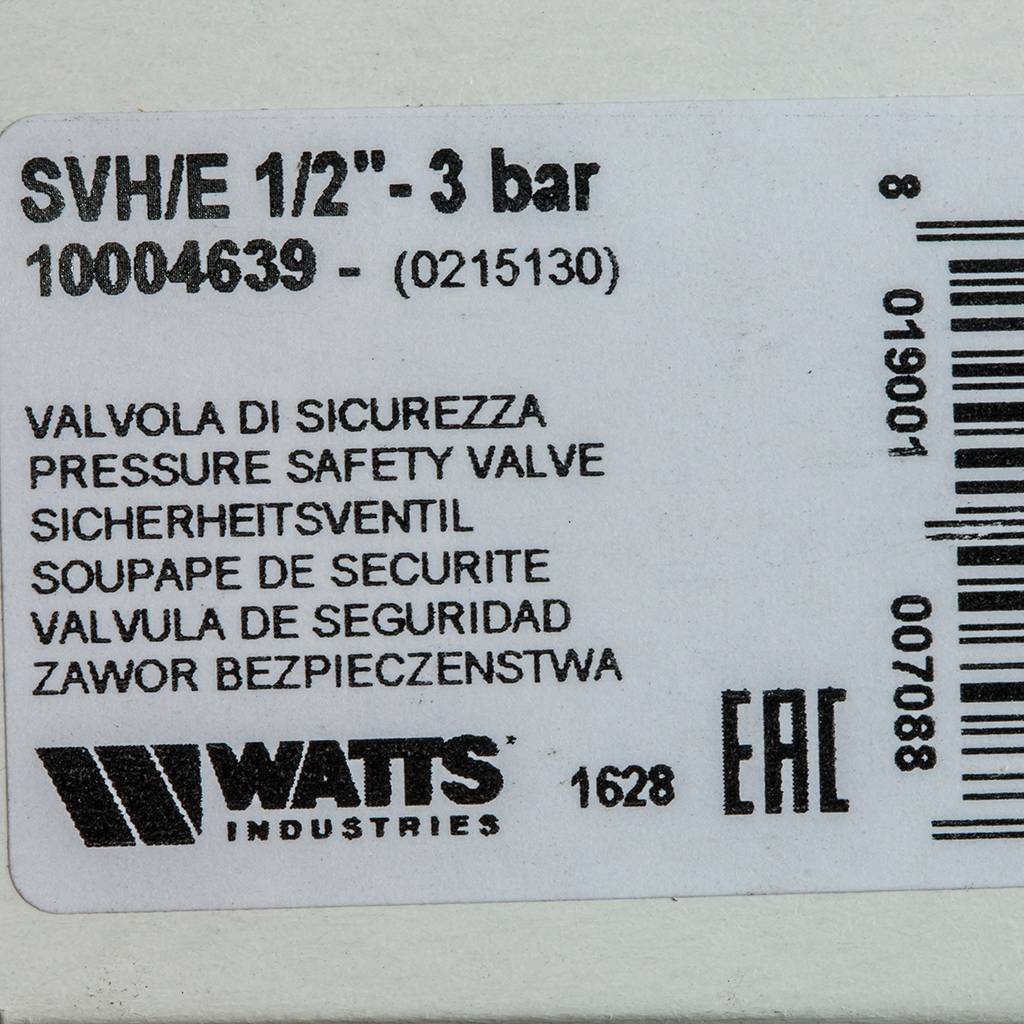 SVH/E 1/2"- 3 bar
10004639 - (0215130)
VALVOLA DI SICUREZZA
PRESSURE SAFETY VALVE
SICHERHEITSVENTIL
SOUPAPE DE SECURITE
VALVULA DE SEGURIDAD
ZAWOR BEZPIECZENSTWA
WATTS
INDUSTRIES
1628
EAC
8 019001 007088